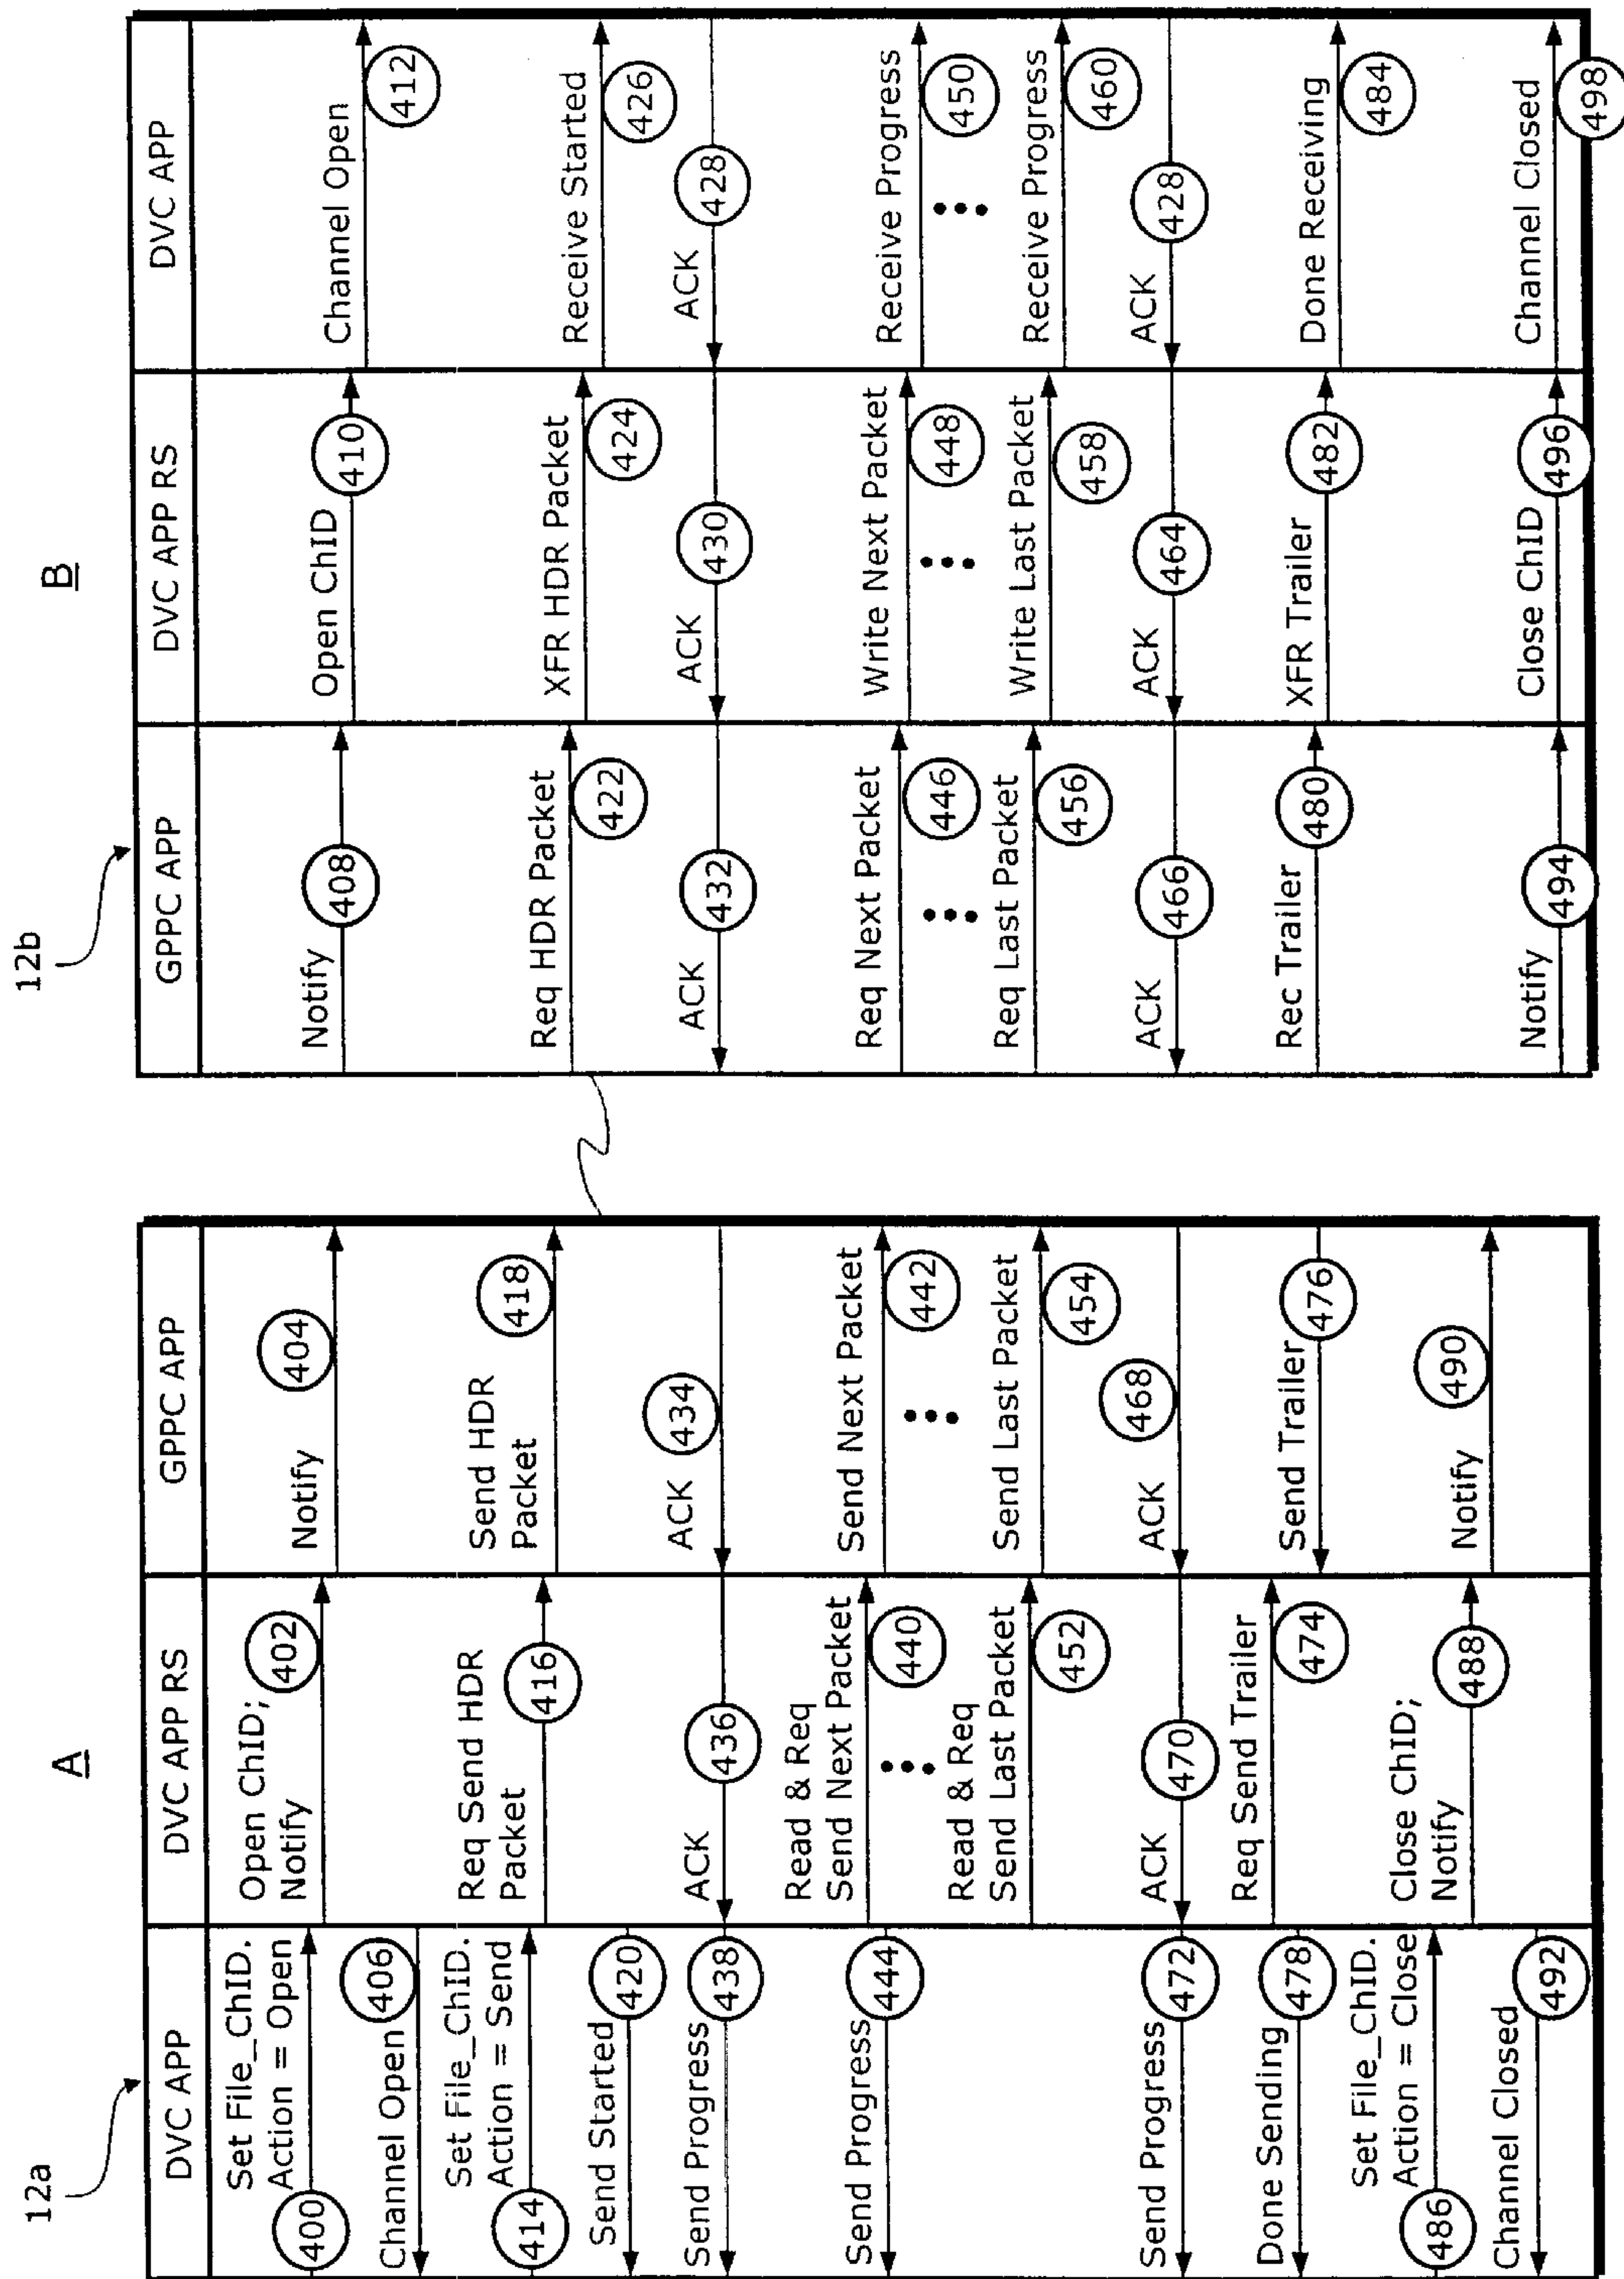 A
12a
DVC APP
DVC APP RS
GPPC APP
Set File_ChID.
Action = Open
400
Open ChID;
Notify
402
Notify
404
Channel Open
406
Set File_ChID.
Action = Send
414
Req Send HDR
Packet
416
Send HDR
Packet
418
Send Started
420
Send Progress
438
ACK
436
ACK
434
Send Progress
444
Read & Req
Send Next Packet
440
Send Next Packet
442
Read & Req
Send Last Packet
452
Send Last Packet
454
Send Progress
472
ACK
470
ACK
468
Done Sending
478
Req Send Trailer
474
Send Trailer
476
Set File_ChID.
Action = Close
486
Close ChID;
Notify
488
Notify
490
Channel Closed
492
B
12b
GPPC APP
DVC APP RS
DVC APP
Notify
408
Open ChID
410
Channel Open
412
Req HDR Packet
422
XFR HDR Packet
424
Receive Started
426
ACK
432
ACK
430
ACK
428
Req Next Packet
446
Write Next Packet
448
Receive Progress
450
Req Last Packet
456
Write Last Packet
458
Receive Progress
460
ACK
466
ACK
464
ACK
428
Rec Trailer
480
XFR Trailer
482
Done Receiving
484
Notify
494
Close ChID
496
Channel Closed
498